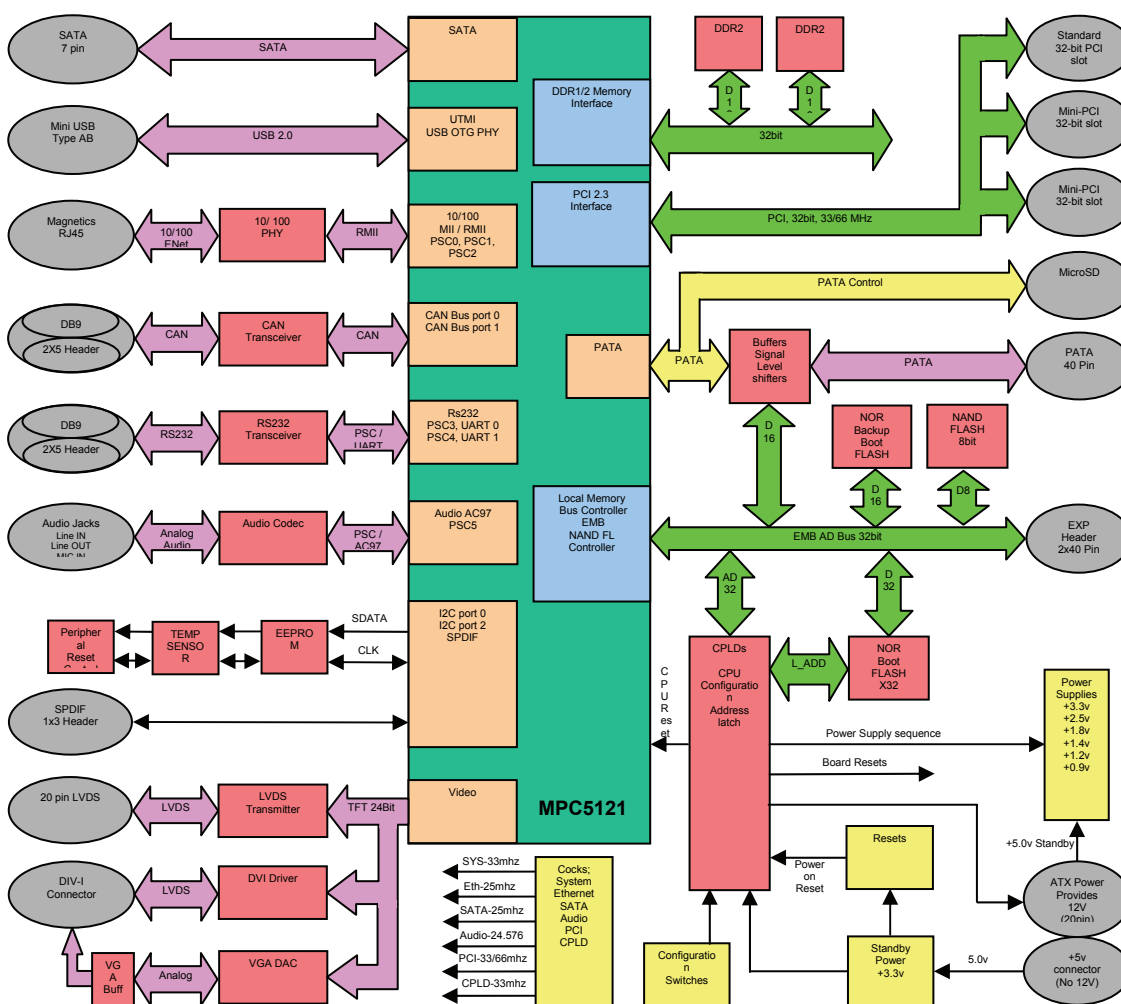 SATA
7 pin
SATA
SATA
DDR1/2 Memory
Interface
DDR2
DDR2
D
D
32bit
Standard
32-bit PCI
slot
Mini-PCI
32-bit slot
Mini-PCI
32-bit slot
Mini USB
Type AB
USB 2.0
UTMI
USB OTG PHY
PCI 2.3
Interface
PCI, 32bit, 33/66 MHz
Magnetics
RJ45
10/100
ENet
10/ 100
PHY
RMII
10/100
MII / RMII
PSC0, PSC1,
PSC2
MicroSD
PATA Control
DB9
2X5 Header
CAN
CAN
Transceiver
CAN
CAN Bus port 0
CAN Bus port 1
PATA
PATA
Buffers
Signal
Level
shifters
PATA
PATA
40 Pin
DB9
2X5 Header
RS232
RS232
Transceiver
PSC /
UART
Rs232
PSC3, UART 0
PSC4, UART 1
D
16
NOR
Backup
Boot
FLASH
NAND
FLASH
8bit
D
16
D8
Audio Jacks
Line IN
Line OUT
MIC IN
Analog
Audio
Audio Codec
PSC /
AC97
Audio AC97
PSC5
Local Memory
Bus Controller
EMB
NAND FL
Controller
EMB AD Bus 32bit
EXP
Header
2x40 Pin
AD
32
D
32
Peripher
al
Reset
TEMP
SENSO
R
EEPRO
M
SDATA
CLK
I2C port 0
I2C port 2
SPDIF
SPDIF
1x3 Header
C
P U
R es
et
CPLDs
CPU
Configuratio
n
Address
latch
L_ADD
NOR
Boot
FLASH
X32
Power
Supplies
+3.3v
+2.5v
+1.8v
+1.4v
+1.2v
+0.9v
Power Supply sequence
Board Resets
20 pin LVDS
LVDS
LVDS
Transmitter
TFT 24Bit
Video
MPC5121
+5.0v Standby
Resets
Power
on
Reset
DIV-I
Connector
LVDS
DVI Driver
SYS-33mhz
Eth-25mhz
SATA-25mhz
Audio-24.576
PCI-33/66mhz
CPLD-33mhz
Cocks;
System
Ethernet
SATA
Audio
PCI
CPLD
ATX Power
Provides
12V
(20pin)
VG
A
Buff
Analog
VGA DAC
Configuratio
n
Switches
Standby
Power
+3.3v
5.0v
+5v
connector
(No 12V)